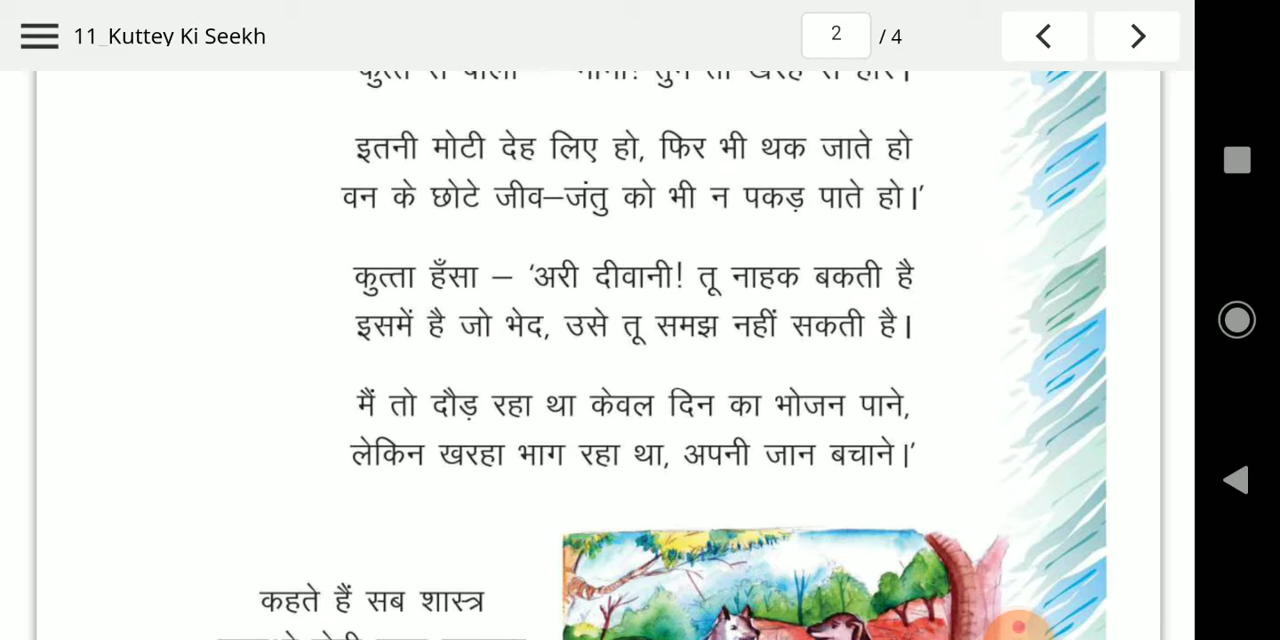 11_Kuttey Ki Seekh
2 / 4
इतनी मोटी देह लिए हो, फिर भी थक जाते हो
वन के छोटे जीव–जंतु को भी न पकड़ पाते हो।’
कुत्ता हँसा – ‘अरी दीवानी! तू नाहक बकती है
इसमें है जो भेद, उसे तू समझ नहीं सकती है।
मैं तो दौड़ रहा था केवल दिन का भोजन पाने,
लेकिन खरहा भाग रहा था, अपनी जान बचाने।’
कहते हैं सब शास्त्र